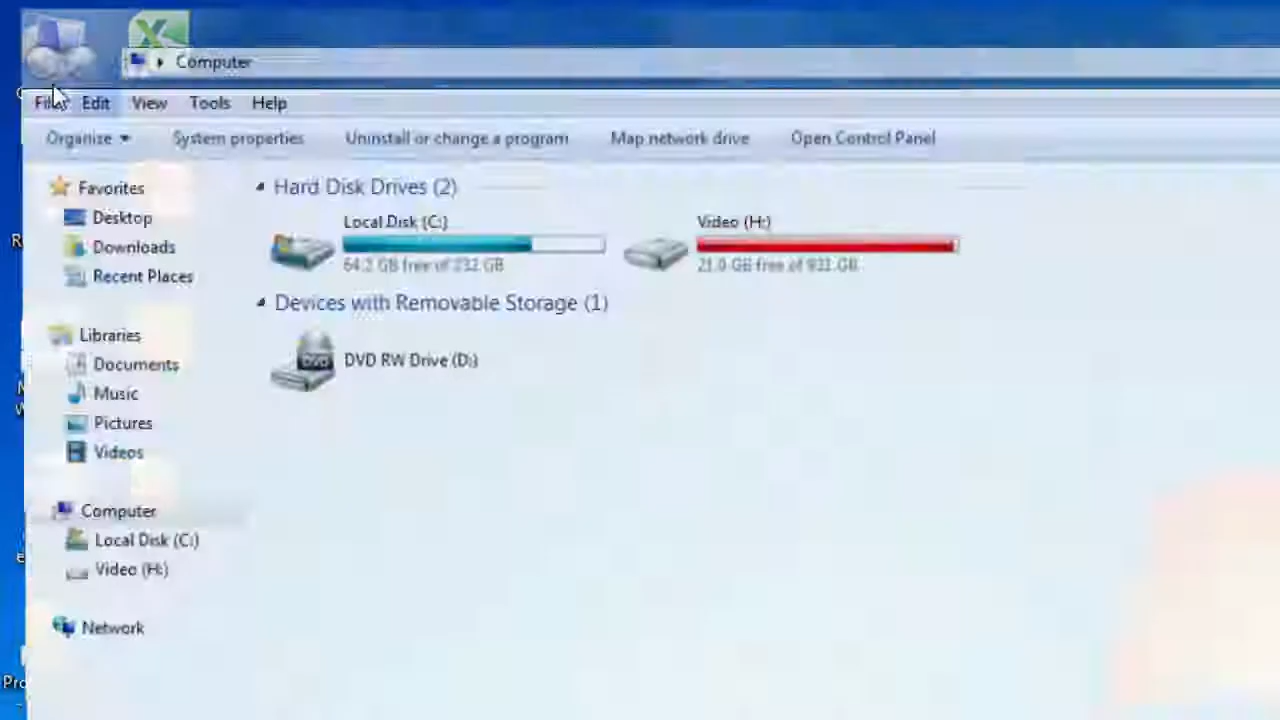 Computer
File Edit View Tools Help
Organize System properties Uninstall or change a program Map network drive Open Control Panel
Favorites
Desktop
Downloads
Recent Places
Libraries
Documents
Music
Pictures
Videos
Computer
Local Disk (C:)
Video (H:)
Network
Hard Disk Drives (2)
Local Disk (C:)
64.2 GB free of 232 GB
Video (H:)
21.0 GB free of 931 GB
Devices with Removable Storage (1)
DVD RW Drive (D:)